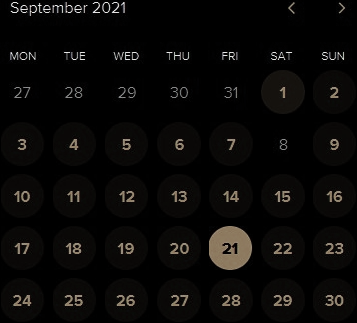 September 2021
MON TUE WED THU FRI SAT SUN
27 28 29 30 31 1 2
3 4 5 6 7 8 9
10 11 12 13 14 15 16
17 18 19 20 21 22 23
24 25 26 27 28 29 30